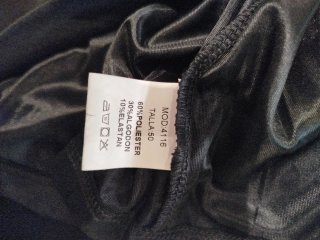 MOD.4116
TALLA:50
60%POLIESTER
30%ALGODON
10%ELASTAN